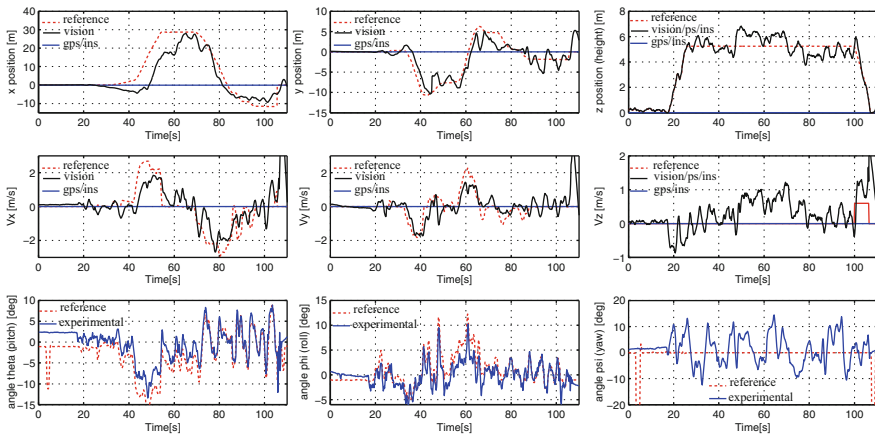 x position [m]
30
20
10
0
−10
reference
vision
gps/ins
0 20 40 60 80 100
Time[s]
y position [m]
10
5
0
−5
−10
−15
reference
vision
gps/ins
0 20 40 60 80 100
Time[s]
z position (height) [m]
8
6
4
2
0
reference
vision/ps/ins
gps/ins
0 20 40 60 80 100
Time[s]
Vx [m/s]
2
0
−2
reference
vision
gps/ins
0 20 40 60 80 100
Time[s]
Vy [m/s]
2
0
−2
reference
vision
gps/ins
0 20 40 60 80 100
Time[s]
Vz [m/s]
2
1
0
−1
reference
vision/ps/ins
gps/ins
0 20 40 60 80 100
Time[s]
angle theta (pitch) [deg]
10
5
0
−5
−10
−15
reference
experimental
0 20 40 60 80 100
Time[s]
angle phi (roll) [deg]
15
10
5
0
−5
reference
experimental
0 20 40 60 80 100
Time[s]
angle psi (yaw) [deg]
20
10
0
−10
−20
reference
experimental
0 20 40 60 80 100
Time[s]